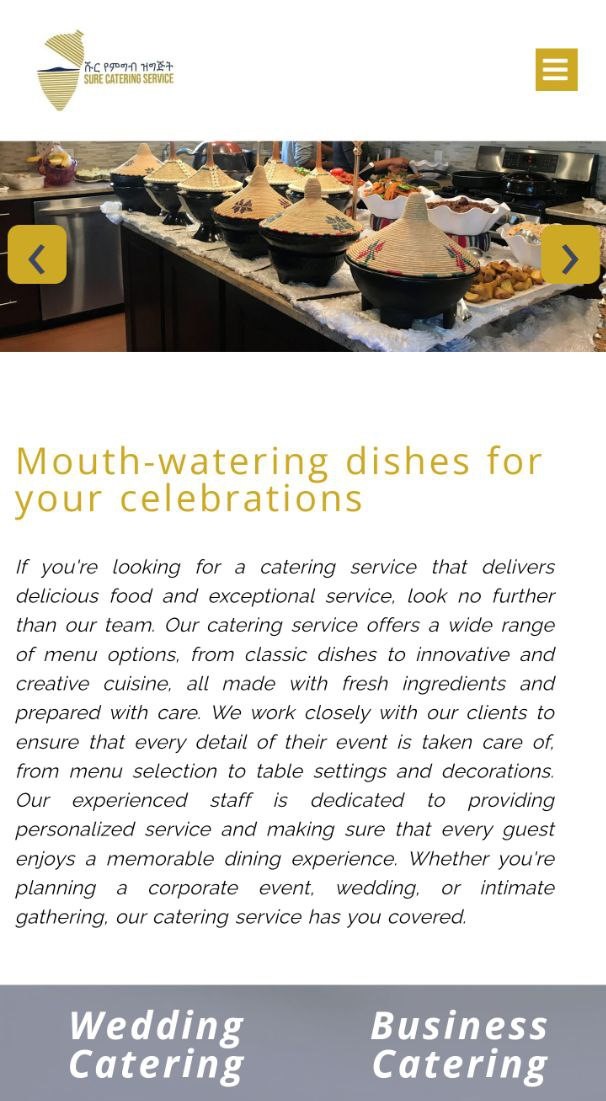 ሹር የምግብ ዝግጅት
SURE CATERING SERVICE
Mouth-watering dishes for
your celebrations
If you're looking for a catering service that delivers
delicious food and exceptional service, look no further
than our team. Our catering service offers a wide range
of menu options, from classic dishes to innovative and
creative cuisine, all made with fresh ingredients and
prepared with care. We work closely with our clients to
ensure that every detail of their event is taken care of,
from menu selection to table settings and decorations.
Our experienced staff is dedicated to providing
personalized service and making sure that every guest
enjoys a memorable dining experience. Whether you're
planning a corporate event, wedding, or intimate
gathering, our catering service has you covered.
Wedding Business
Catering Catering